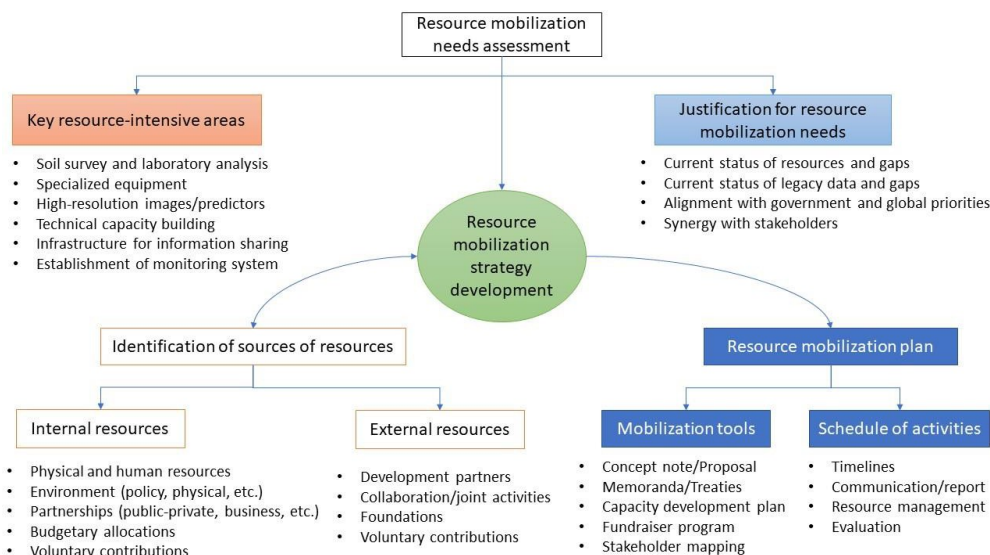 Resource mobilization
needs assessment
Key resource-intensive areas
• Soil survey and laboratory analysis
• Specialized equipment
• High-resolution images/predictors
• Technical capacity building
• Infrastructure for information sharing
• Establishment of monitoring system
Justification for resource
mobilization needs
• Current status of resources and gaps
• Current status of legacy data and gaps
• Alignment with government and global priorities
• Synergy with stakeholders
Resource
mobilization
strategy
development
Identification of sources of resources
Resource mobilization plan
Internal resources
• Physical and human resources
• Environment (policy, physical, etc.)
• Partnerships (public-private, business, etc.)
• Budgetary allocations
• Voluntary contributions
External resources
• Development partners
• Collaboration/joint activities
• Foundations
• Voluntary contributions
Mobilization tools
• Concept note/Proposal
• Memoranda/Treaties
• Capacity development plan
• Fundraiser program
• Stakeholder mapping
Schedule of activities
• Timelines
• Communication/report
• Resource management
• Evaluation